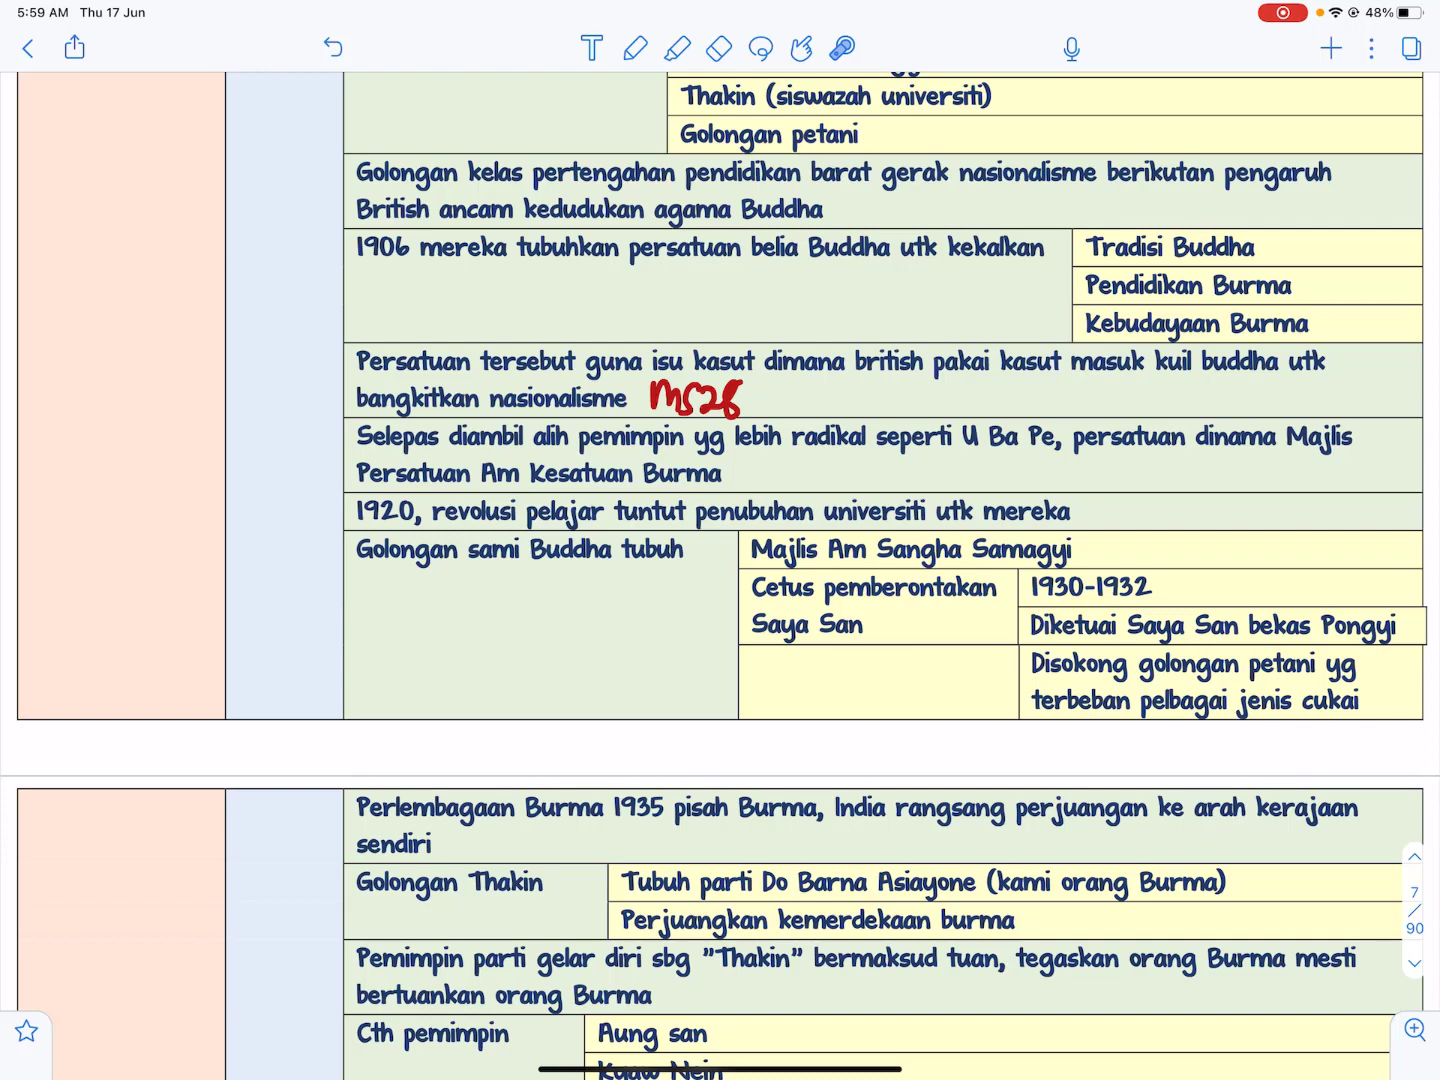 5:59 AM Thu 17 Jun
48%
Thakin (siswazah universiti)
Golongan petani
Golongan kelas pertengahan pendidikan barat gerak nasionalisme berikutan pengaruh
British ancam kedudukan agama Buddha
1906 mereka tubuhkan persatuan belia Buddha utk kekalkan
Tradisi Buddha
Pendidikan Burma
Kebudayaan Burma
Persatuan tersebut guna isu kasut dimana british pakai kasut masuk kuil buddha utk
bangkitkan nasionalisme
ms28
Selepas diambil alih pemimpin yg lebih radikal seperti U Ba Pe, persatuan dinama Majlis
Persatuan Am Kesatuan Burma
1920, revolusi pelajar tuntut penubuhan universiti utk mereka
Golongan sami Buddha tubuh
Majlis Am Sangha Samagyi
Cetus pemberontakan
Saya San
1930-1932
Diketuai Saya San bekas Pongyi
Disokong golongan petani yg
terbeban pelbagai jenis cukai
Perlembagaan Burma 1935 pisah Burma, India rangsang perjuangan ke arah kerajaan
sendiri
Golongan Thakin
Tubuh parti Do Barna Asiayone (kami orang Burma)
Perjuangkan kemerdekaan burma
Pemimpin parti gelar diri sbg "Thakin" bermaksud tuan, tegaskan orang Burma mesti
bertuankan orang Burma
Cth pemimpin
Aung san
7
/
90